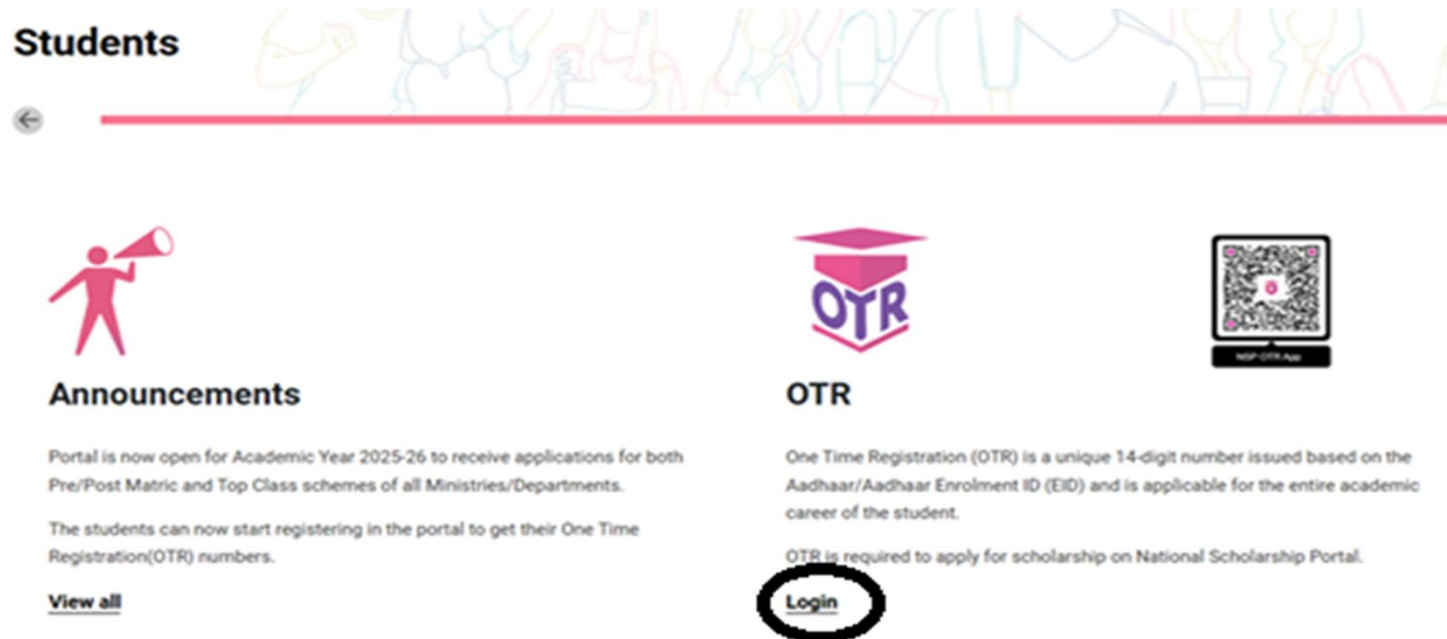 Students
OTR
NSP-OTR App
Announcements
Portal is now open for Academic Year 2025-26 to receive applications for both
Pre/Post Matric and Top Class schemes of all Ministries/Departments.
The students can now start registering in the portal to get their One Time
Registration(OTR) numbers.
View all
OTR
One Time Registration (OTR) is a unique 14-digit number issued based on the
Aadhaar/Aadhaar Enrolment ID (EID) and is applicable for the entire academic
career of the student.
OTR is required to apply for scholarship on National Scholarship Portal.
Login